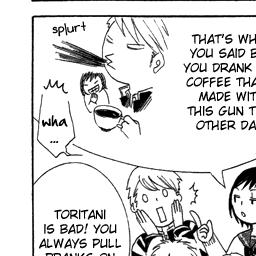 splurt
THAT'S WH
YOU SAID
YOU DRANK
COFFEE THA
MADE WIT
THIS GUN T
OTHER DA
wha
...
TORITANI
IS BAD! YOU
ALWAYS PULL